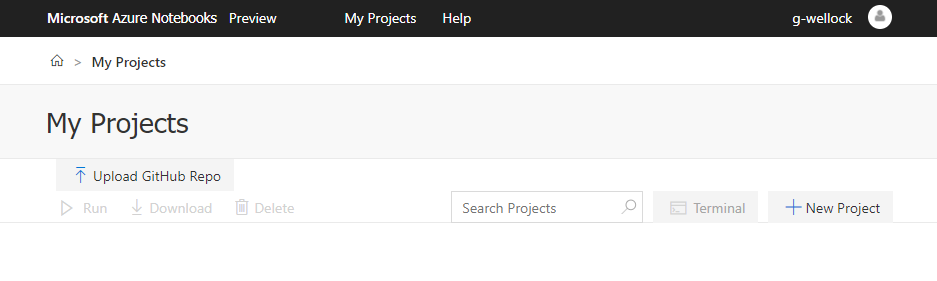 Microsoft Azure Notebooks Preview My Projects Help g-wellock
> My Projects
My Projects
Upload GitHub Repo
Run Download Delete Search Projects Terminal New Project